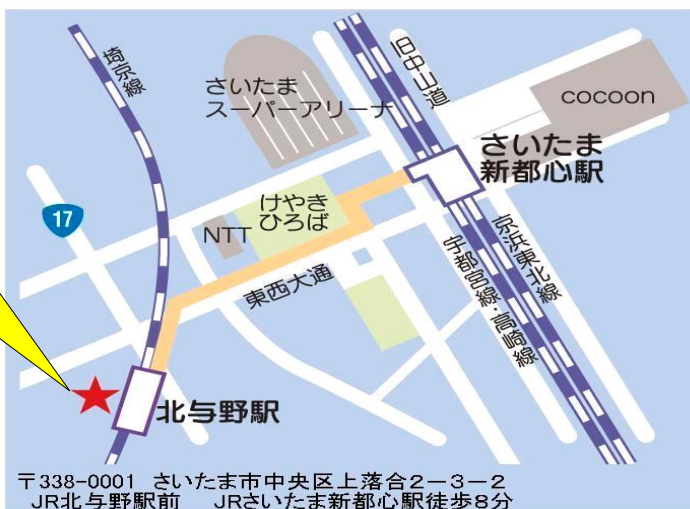 埼京線
さいたま
スーパーアリーナ
旧中山道
cocoon
さいたま
新都心駅
けやき
ひろば
17
NTT
東西大通
宇都宮線・高崎線
京浜東北線
北与野駅
〒338-0001 さいたま市中央区上落合2-3-2
JR北与野駅前 JRさいたま新都心駅徒歩8分